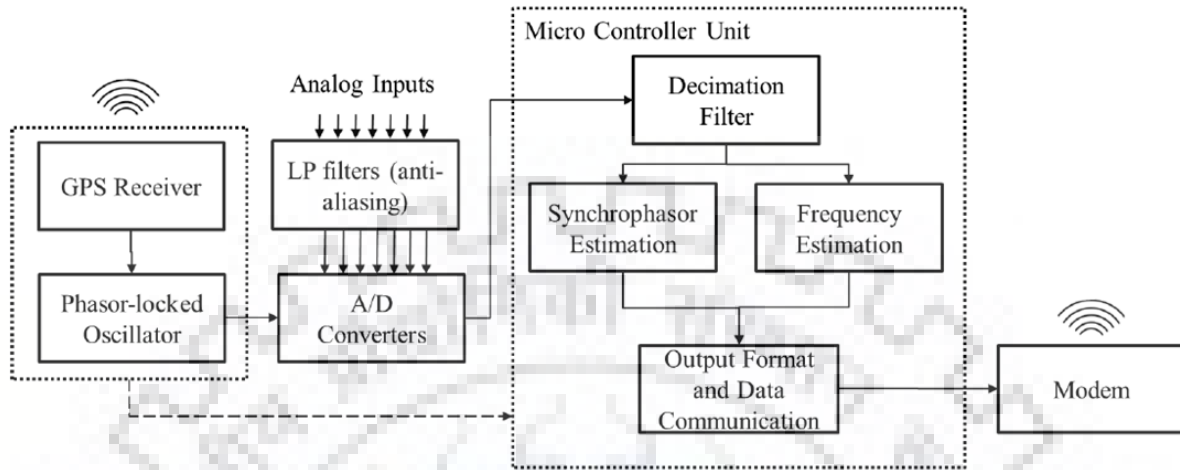 Micro Controller Unit
Analog Inputs
Decimation
Filter
GPS Receiver
LP filters (anti-
aliasing)
Synchrophasor
Estimation
Frequency
Estimation
Phasor-locked
Oscillator
A/D
Converters
Output Format
and Data
Communication
Modem